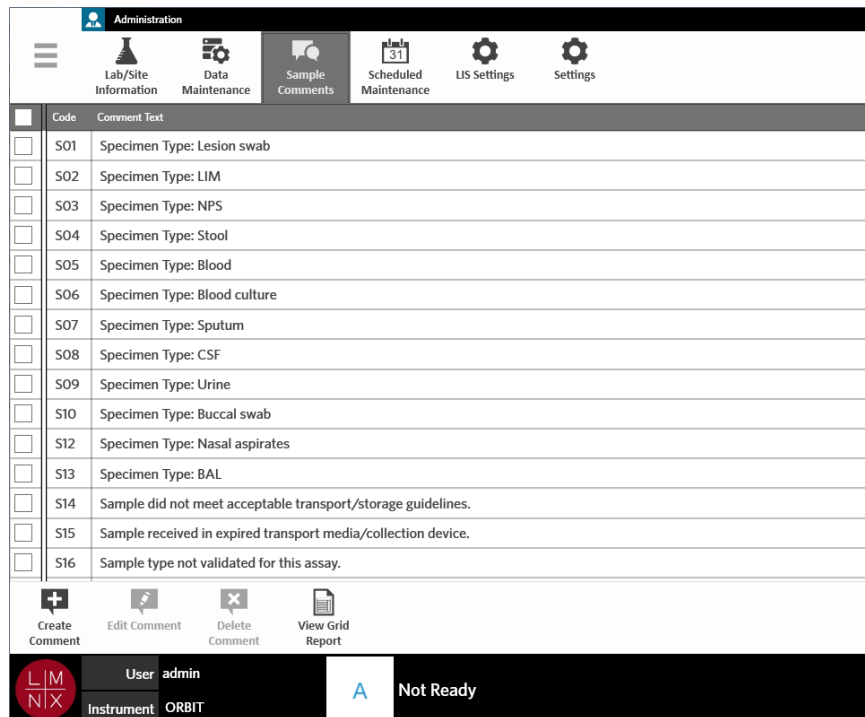 Administration
Lab/Site Information
Data Maintenance
Sample Comments
31
Scheduled Maintenance
LIS Settings
Settings
Code Comment Text
S01 Specimen Type: Lesion swab
S02 Specimen Type: LIM
S03 Specimen Type: NPS
S04 Specimen Type: Stool
S05 Specimen Type: Blood
S06 Specimen Type: Blood culture
S07 Specimen Type: Sputum
S08 Specimen Type: CSF
S09 Specimen Type: Urine
S10 Specimen Type: Buccal swab
S12 Specimen Type: Nasal aspirates
S13 Specimen Type: BAL
S14 Sample did not meet acceptable transport/storage guidelines.
S15 Sample received in expired transport media/collection device.
S16 Sample type not validated for this assay.
Create Comment
Edit Comment
Delete Comment
View Grid Report
LMNX
User admin
Instrument ORBIT
A
Not Ready